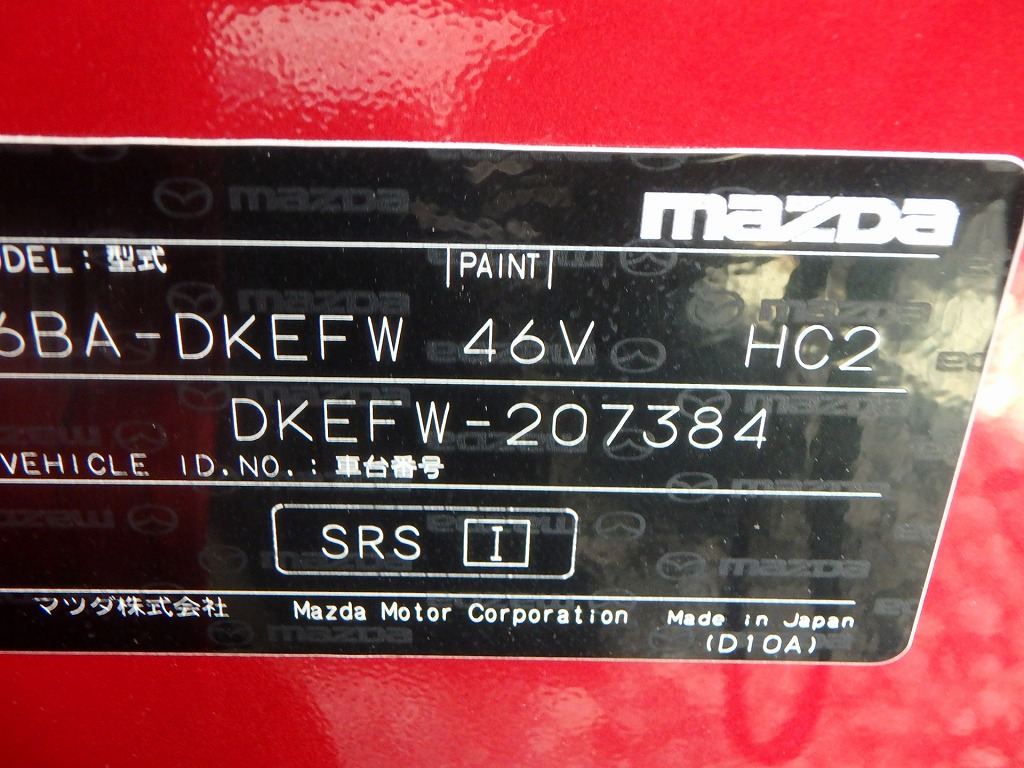 mazda
MODEL:型式 PAINT
6BA-DKEFW 46V HC2
DKEFW-207384
VEHICLE ID.NO.:車台番号
SRS I
マツダ株式会社 Mazda Motor Corporation Made in Japan
(D10A)